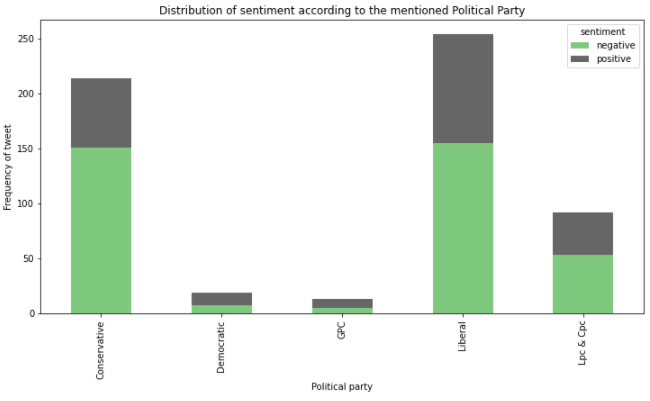 Distribution of sentiment according to the mentioned Political Party
sentiment
negative
positive
Frequency of tweet
250
200
150
100
50
0
Conservative
Democratic
GPC
Liberal
Lpc & Cpc
Political party